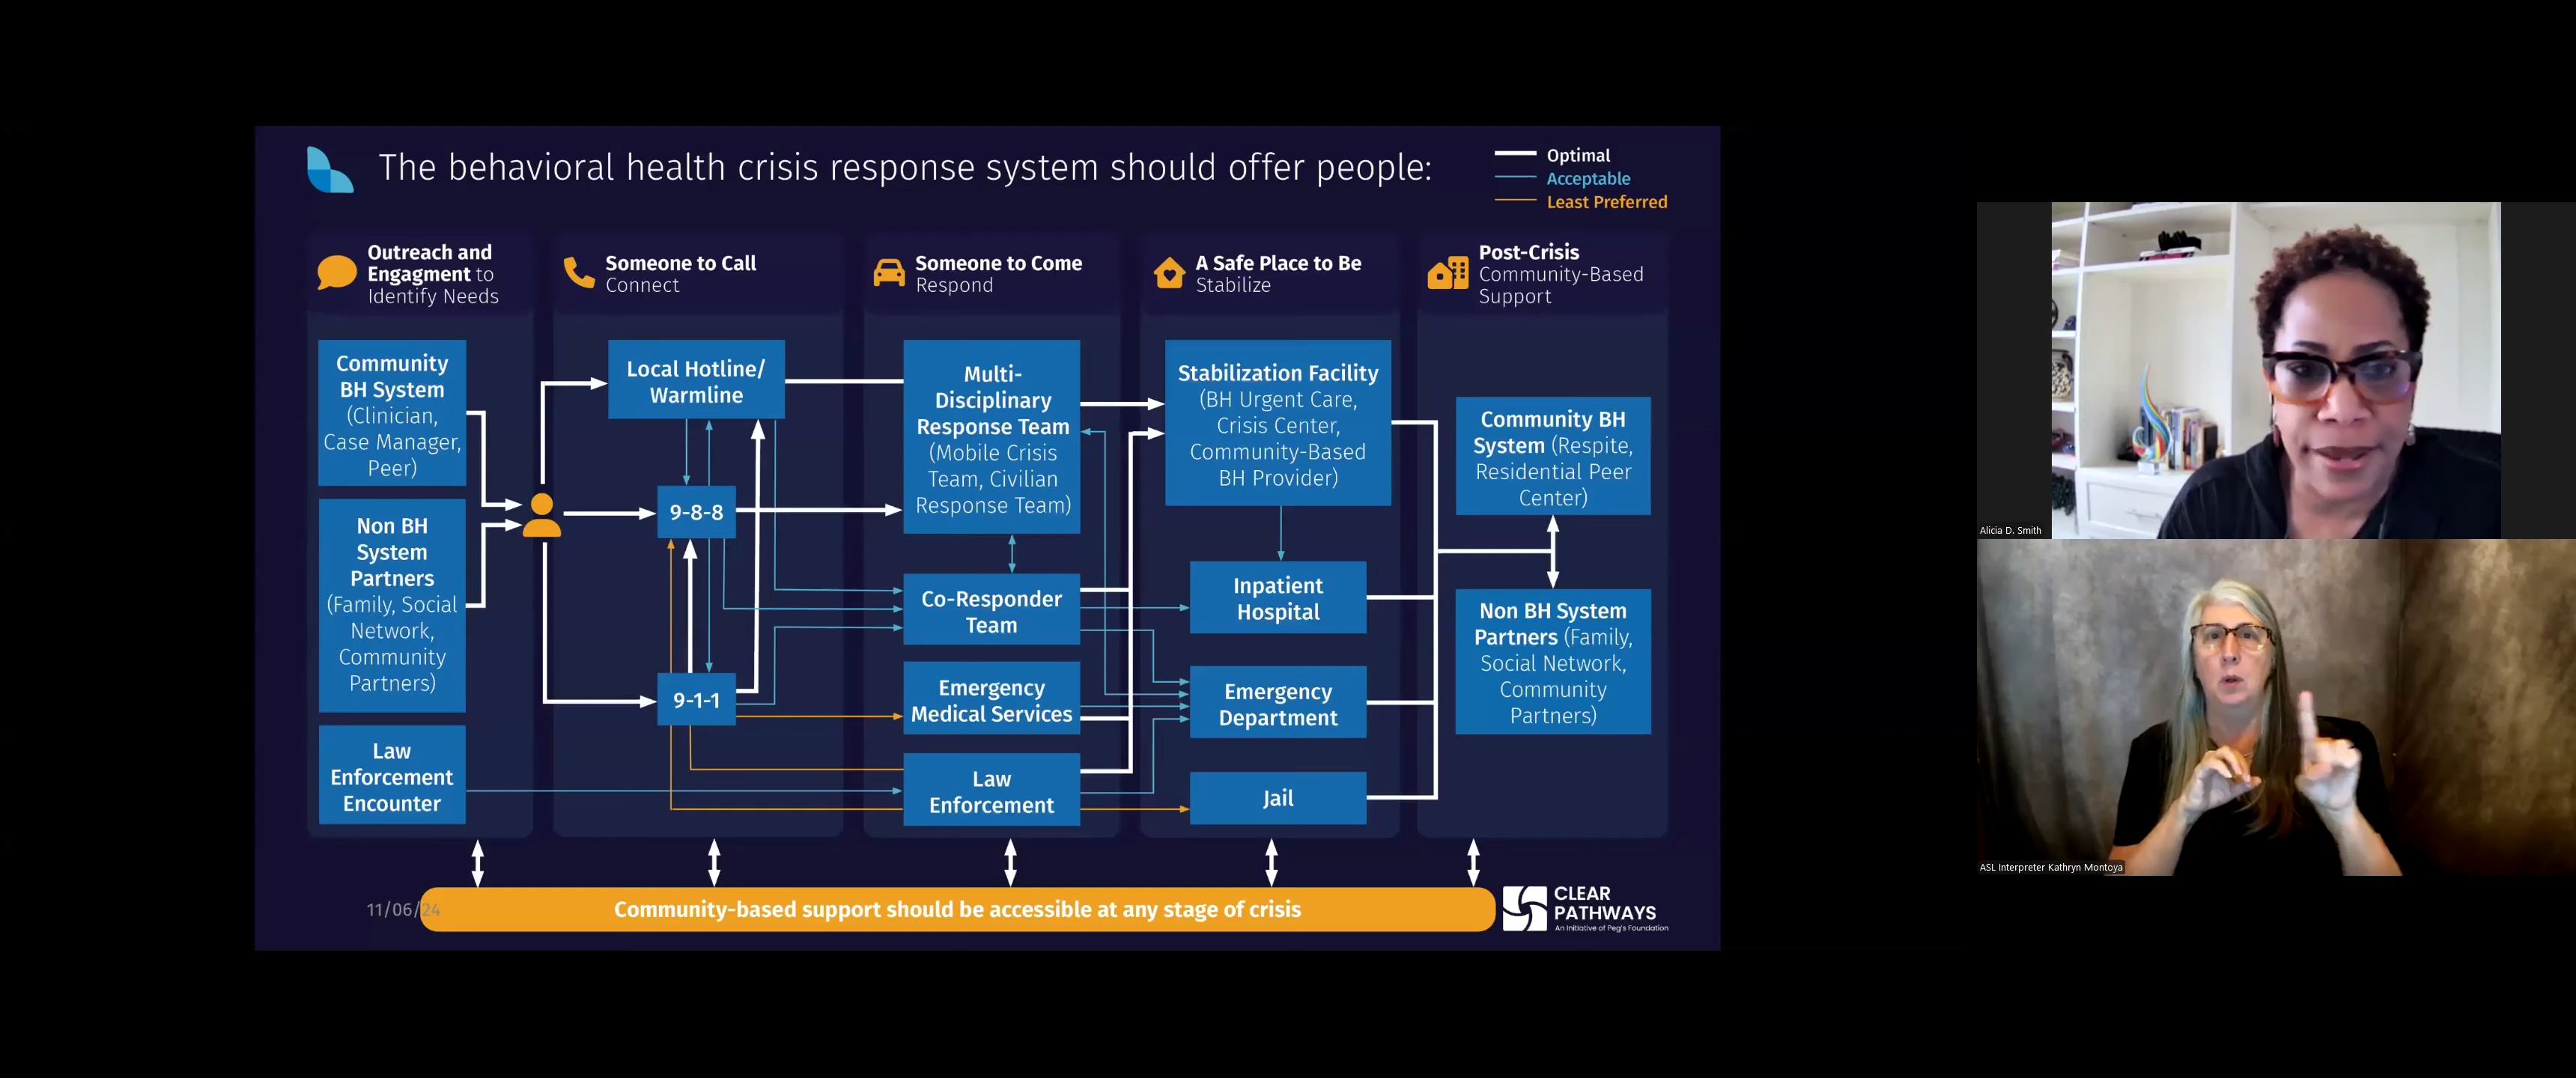 The behavioral health crisis response system should offer people:
Optimal
Acceptable
Least Preferred
Outreach and
Engagment to
Identify Needs
Someone to Call
Connect
Someone to Come
Respond
A Safe Place to Be
Stabilize
Post-Crisis
Community-Based
Support
Community
BH System
(Clinician,
Case Manager,
Peer)
Non BH
System
Partners
(Family, Social
Network,
Community
Partners)
Law
Enforcement
Encounter
Local Hotline/
Warmline
9-8-8
9-1-1
Multi-
Disciplinary
Response Team
(Mobile Crisis
Team, Civilian
Response Team)
Co-Responder
Team
Emergency
Medical Services
Law
Enforcement
Stabilization Facility
(BH Urgent Care,
Crisis Center,
Community-Based
BH Provider)
Inpatient
Hospital
Emergency
Department
Jail
Community BH
System (Respite,
Residential Peer
Center)
Non BH System
Partners (Family,
Social Network,
Community
Partners)
11/06/24
Community-based support should be accessible at any stage of crisis
CLEAR
PATHWAYS
An Initiative of Peg's Foundation
Alicia D. Smith
ASL Interpreter Kathryn Montoya